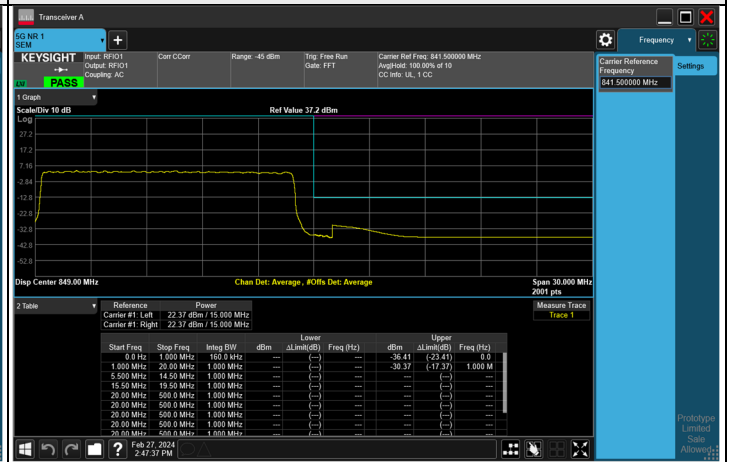 Transceiver A
5G NR 1
SEM
Frequency
KEYSIGHT
LXI
PASS
Input: RFIO1
Output: RFIO1
Coupling: AC
Corr CCorr
Range: -45 dBm
Trig: Free Run
Gate: FFT
Carrier Ref Freq: 841.500000 MHz
Avg|Hold: 100.00% of 10
CC Info: UL, 1 CC
Carrier Reference
Frequency
841.500000 MHz
Settings
1 Graph
Scale/Div 10 dB
Ref Value 37.2 dBm
Log
27.2
17.2
7.16
-2.84
-12.8
-22.8
-32.8
-42.8
-52.8
Disp Center 849.00 MHz
Chan Det: Average, #Offs Det: Average
Span 30.000 MHz
2001 pts
2 Table
Measure Trace
Trace 1
Reference Power
Carrier #1: Left 22.37 dBm / 15.000 MHz
Carrier #1: Right 22.37 dBm / 15.000 MHz
Lower Upper
Start Freq Stop Freq Integ BW dBm ΔLimit(dB) Freq (Hz) dBm ΔLimit(dB) Freq (Hz)
0.0 Hz 1.000 MHz 160.0 kHz --- (---) --- -36.41 (-23.41) 0.0
1.000 MHz 20.00 MHz 1.000 MHz --- (---) --- -30.37 (-17.37) 1.000 M
5.500 MHz 14.50 MHz 1.000 MHz --- (---) --- --- (---) ---
15.50 MHz 19.50 MHz 1.000 MHz --- (---) --- --- (---) ---
20.00 MHz 500.0 MHz 1.000 MHz --- (---) --- --- (---) ---
20.00 MHz 500.0 MHz 1.000 MHz --- (---) --- --- (---) ---
20.00 MHz 500.0 MHz 1.000 MHz --- (---) --- --- (---) ---
20.00 MHz 500.0 MHz 1.000 MHz --- (---) --- --- (---) ---
Prototype
Limited
Sale
Allowed
?
Feb 27, 2024
2:47:37 PM